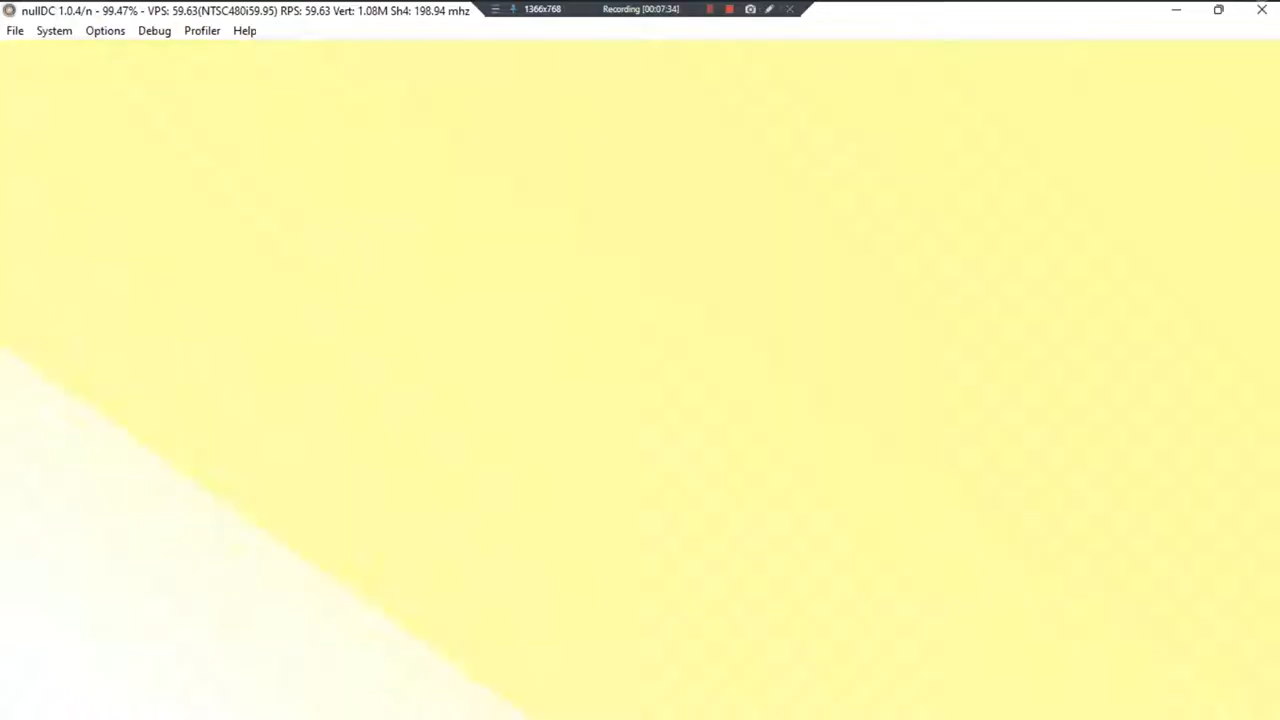 nullDC 1.0.4/n - 99.47% - VPS: 59.63(NTSC480i59.95) RPS: 59.63 Vert: 1.08M Sh4: 198.94 mhz
1366x768
Recording [00:07:34]
File System Options Debug Profiler Help